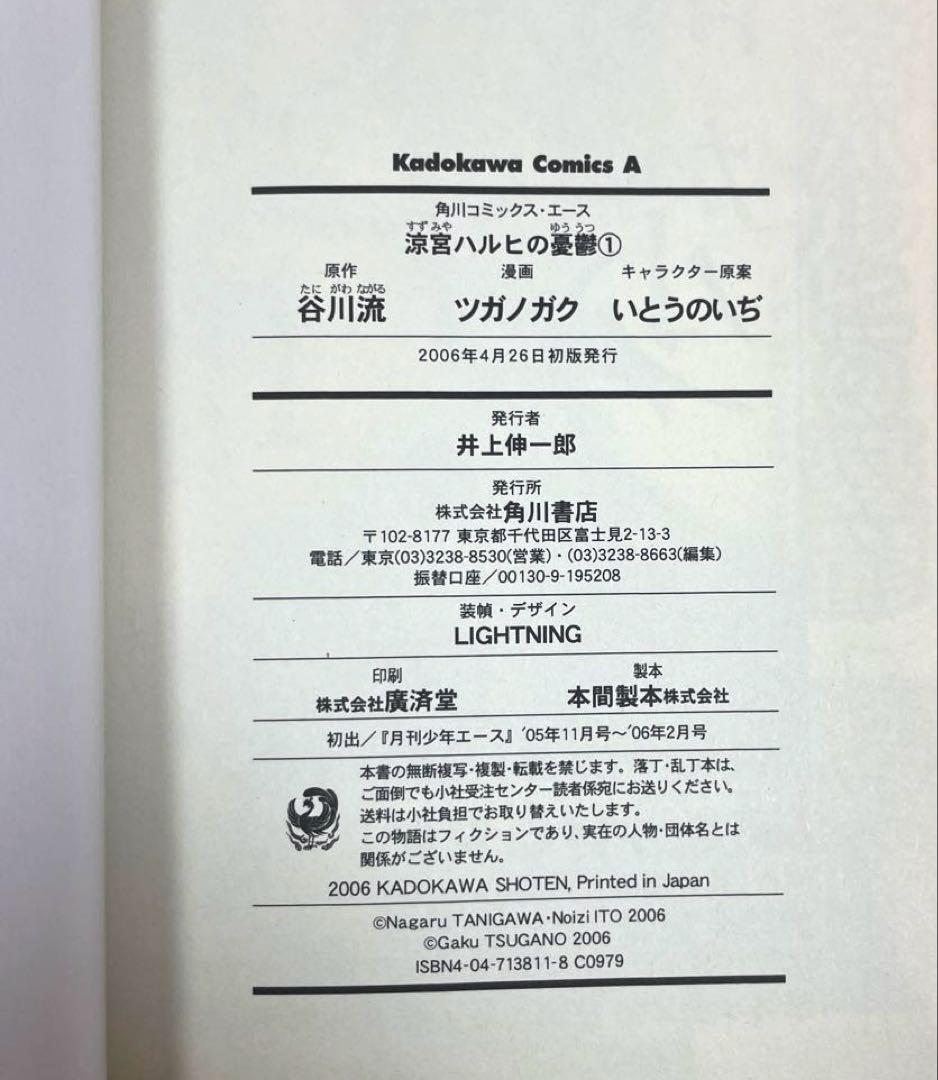 Kadokawa Comics A
角川コミックス・エース
すず みや ゆう うつ
涼宮ハルヒの憂鬱①
原作 漫画 キャラクター原案
たに がわ ながる
谷川流 ツガノガク いとうのいぢ
2006年4月26日初版発行
発行者
井上伸一郎
発行所
株式会社角川書店
〒102-8177 東京都千代田区富士見2-13-3
電話／東京(03)3238-8530(営業)・(03)3238-8663(編集)
振替口座／00130-9-195208
装幀・デザイン
LIGHTNING
印刷 製本
株式会社廣済堂 本間製本株式会社
初出／『月刊少年エース』'05年11月号〜'06年2月号
本書の無断複写・複製・転載を禁じます。落丁・乱丁本は、
ご面倒でも小社受注センター読者係宛にお送りください。
送料は小社負担でお取り替えいたします。
この物語はフィクションであり、実在の人物・団体名とは
関係がございません。
2006 KADOKAWA SHOTEN, Printed in Japan
©Nagaru TANIGAWA・Noizi ITO 2006
©Gaku TSUGANO 2006
ISBN4-04-713811-8 C0979